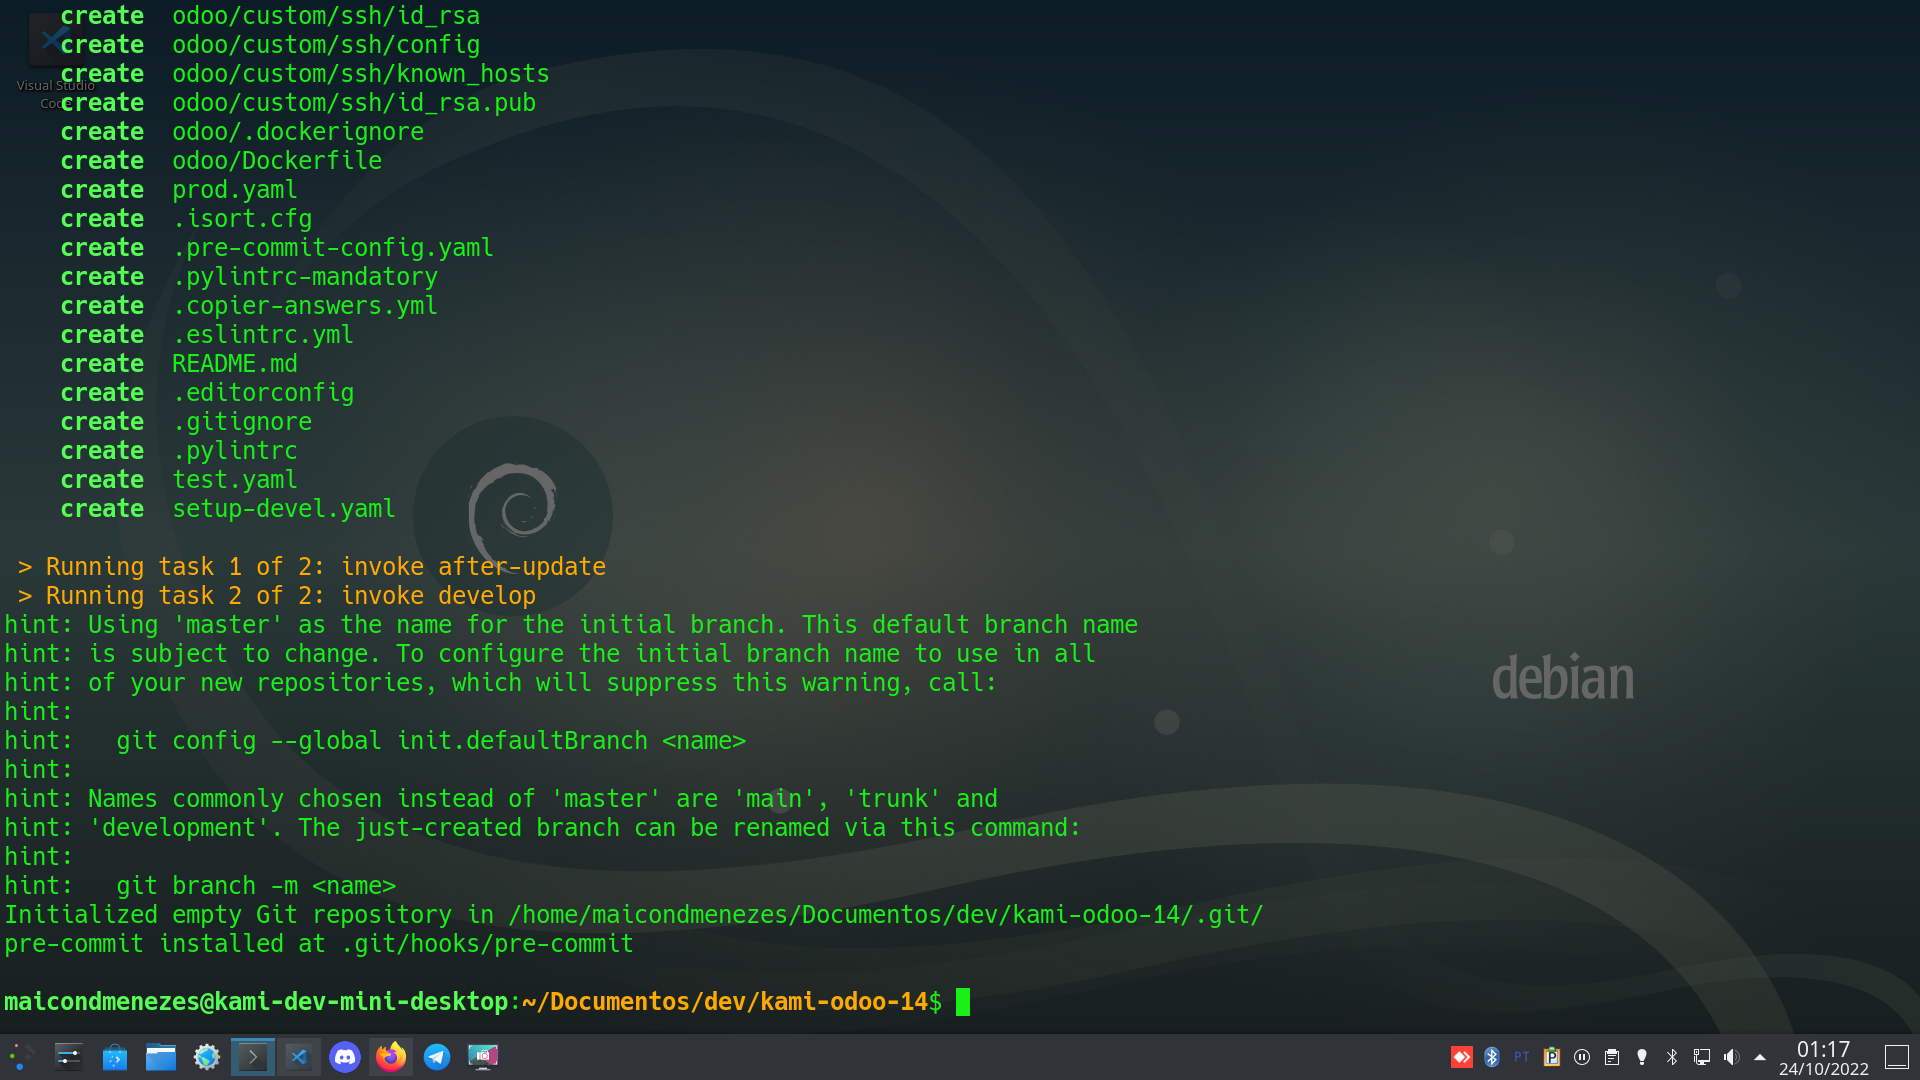 create odoo/custom/ssh/id_rsa
create odoo/custom/ssh/config
create odoo/custom/ssh/known_hosts
Visual Studio
Code
create odoo/custom/ssh/id_rsa.pub
create odoo/.dockerignore
create odoo/Dockerfile
create prod.yaml
create .isort.cfg
create .pre-commit-config.yaml
create .pylintrc-mandatory
create .copier-answers.yml
create .eslintrc.yml
create README.md
create .editorconfig
create .gitignore
create .pylintrc
create test.yaml
create setup-devel.yaml
> Running task 1 of 2: invoke after-update
> Running task 2 of 2: invoke develop
hint: Using 'master' as the name for the initial branch. This default branch name
hint: is subject to change. To configure the initial branch name to use in all
hint: of your new repositories, which will suppress this warning, call:
hint:
hint:   git config --global init.defaultBranch <name>
hint:
hint: Names commonly chosen instead of 'master' are 'main', 'trunk' and
hint: 'development'. The just-created branch can be renamed via this command:
hint:
hint:   git branch -m <name>
Initialized empty Git repository in /home/maicondmenezes/Documentos/dev/kami-odoo-14/.git/
pre-commit installed at .git/hooks/pre-commit
maicondmenezes@kami-dev-mini-desktop:~/Documentos/dev/kami-odoo-14$
debian
PT
01:17
24/10/2022